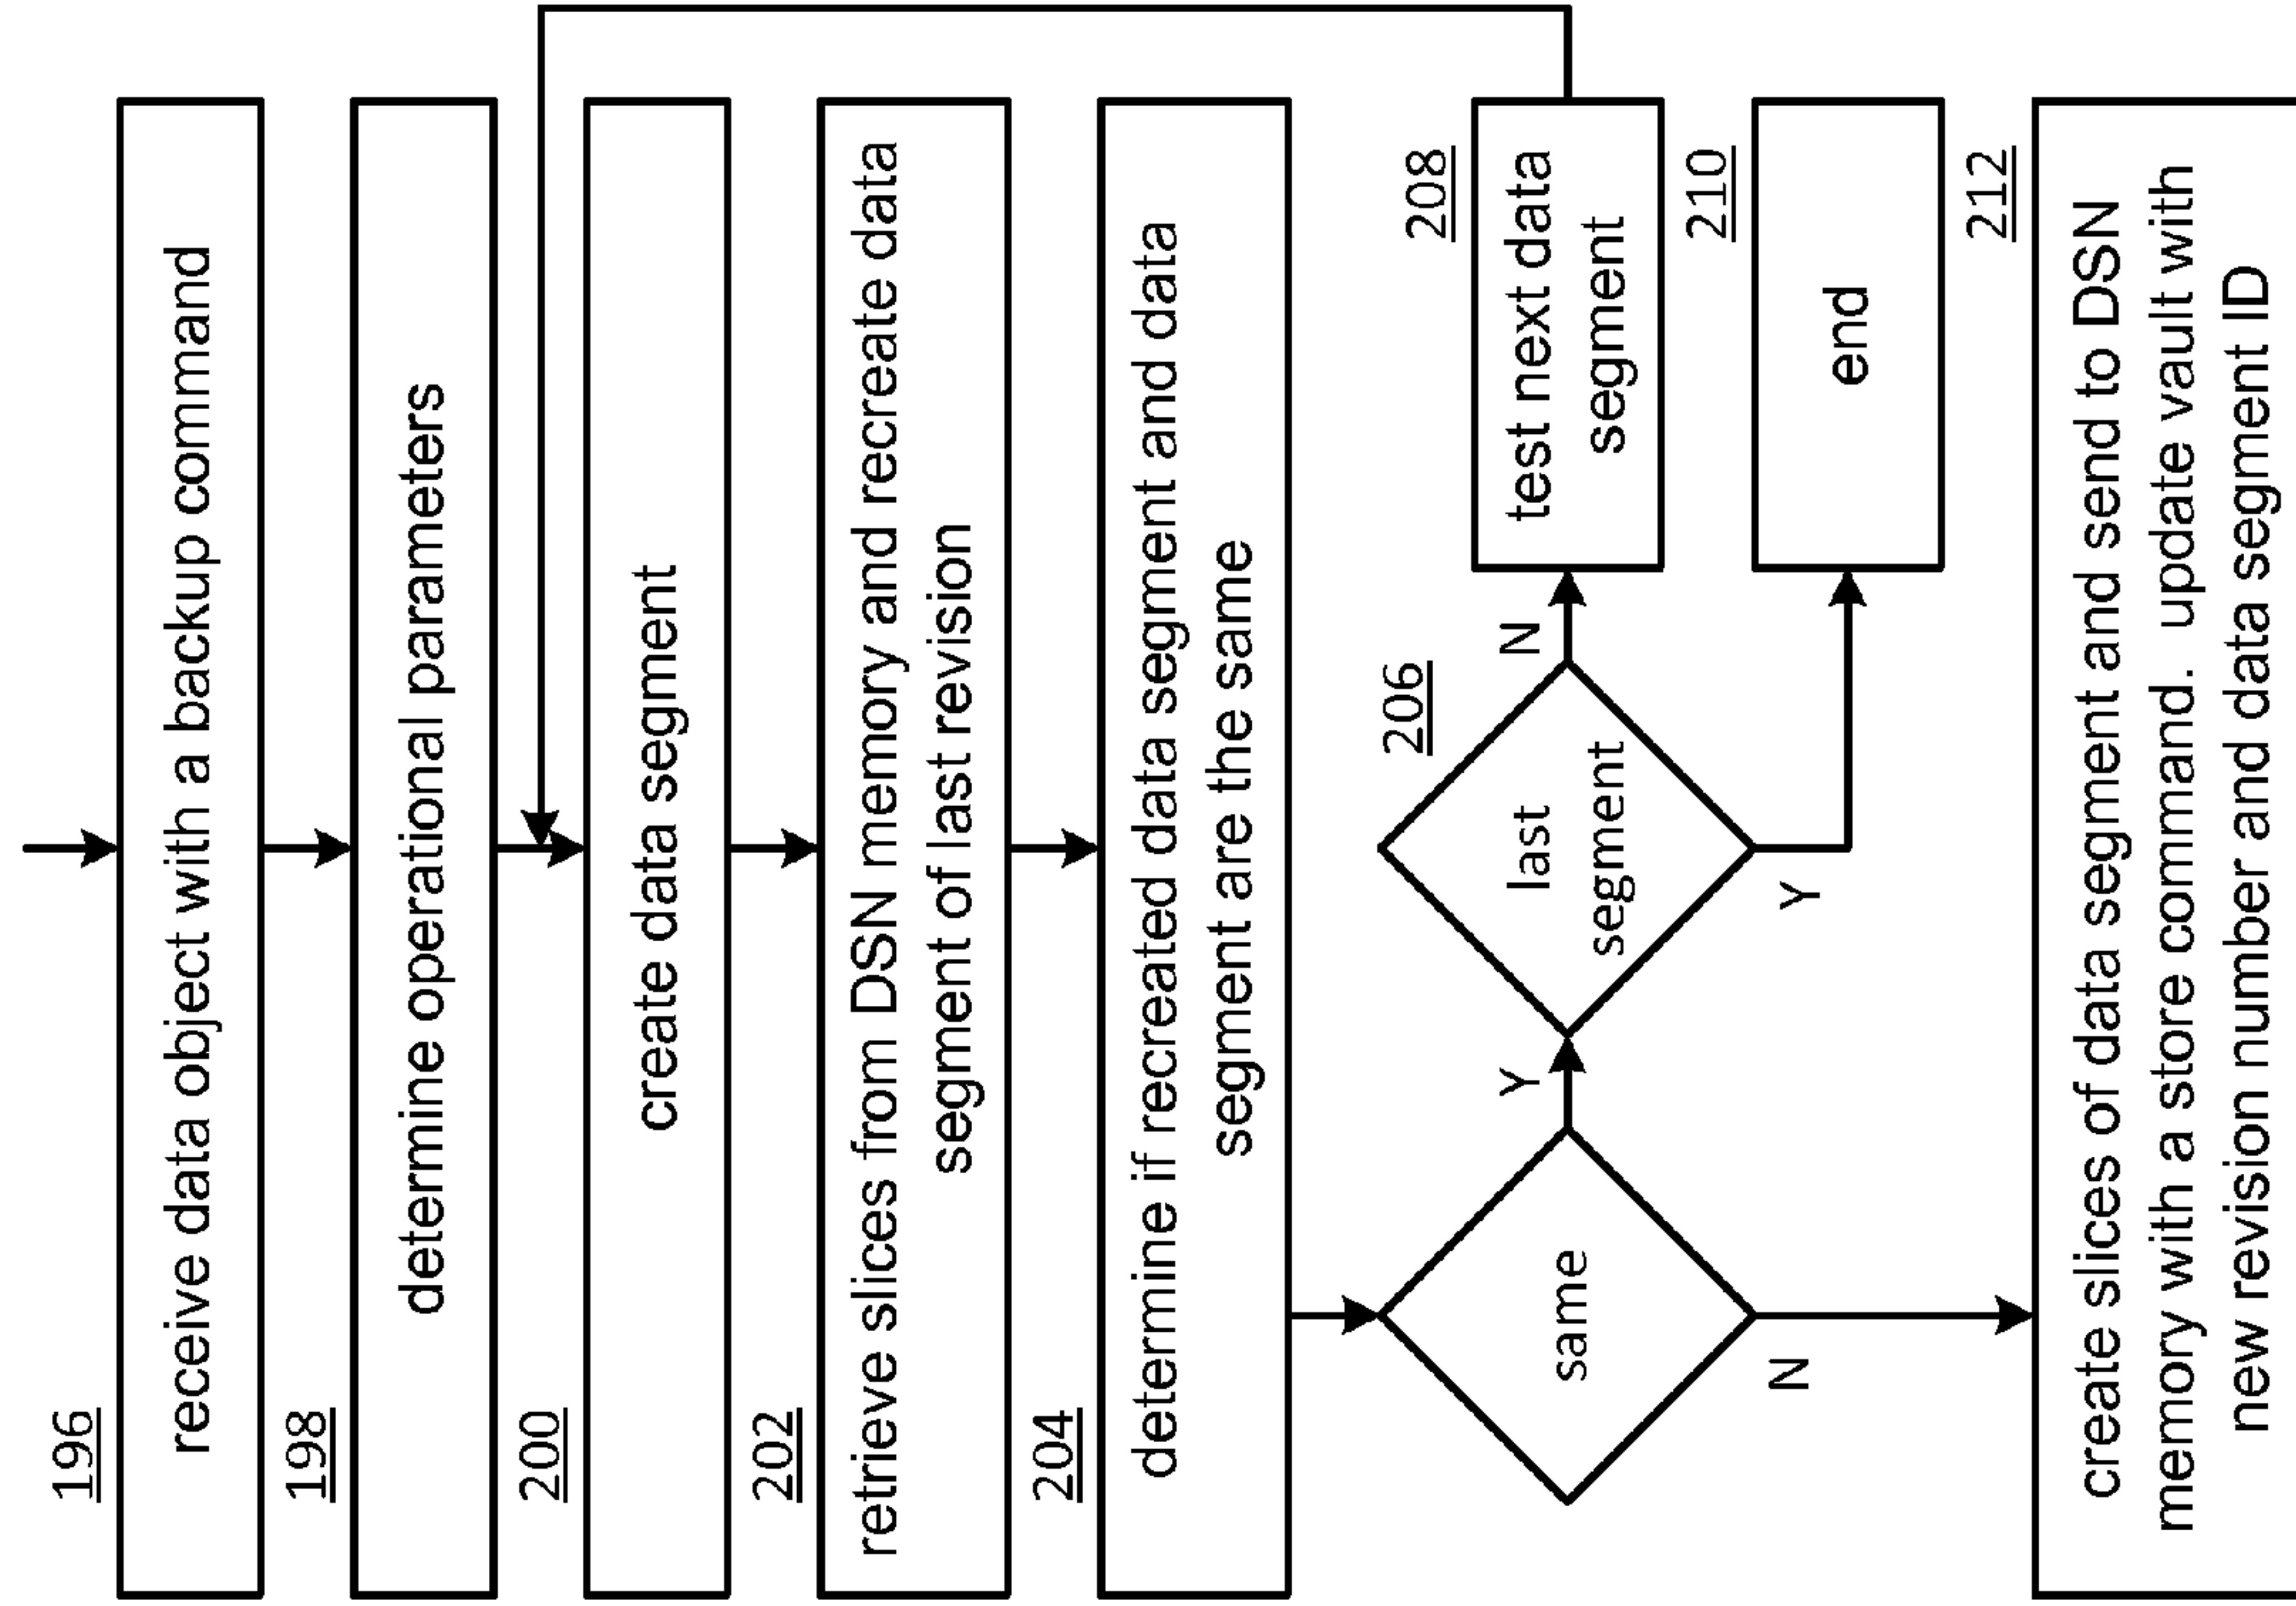 196
receive data object with a backup command
198
determine operational parameters
200
create data segment
202
retrieve slices from DSN memory and recreate data
segment of last revision
204
determine if recreated data segment and data
segment are the same
same
Y
N
206
last
segment
N
Y
208
test next data
segment
210
end
212
create slices of data segment and send to DSN
memory with a store command. update vault with
new revision number and data segment ID